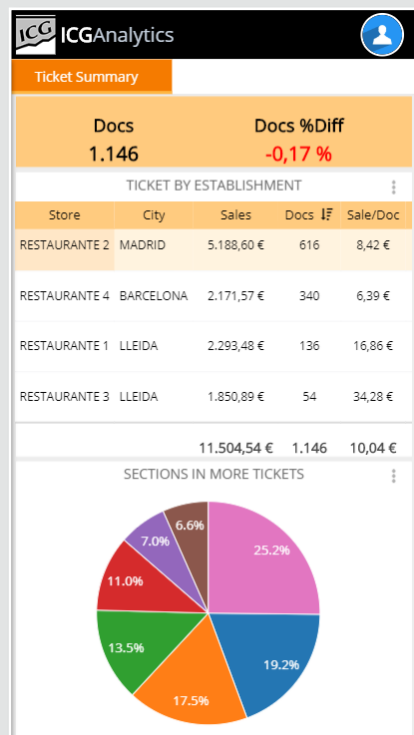 ICG ICGAnalytics
Ticket Summary
Docs Docs %Diff
1.146 -0,17 %
TICKET BY ESTABLISHMENT
Store City Sales Docs Sale/Doc
RESTAURANTE 2 MADRID 5.188,60 € 616 8,42 €
RESTAURANTE 4 BARCELONA 2.171,57 € 340 6,39 €
RESTAURANTE 1 LLEIDA 2.293,48 € 136 16,86 €
RESTAURANTE 3 LLEIDA 1.850,89 € 54 34,28 €
11.504,54 € 1.146 10,04 €
SECTIONS IN MORE TICKETS
6.6%
25.2%
7.0%
11.0%
19.2%
13.5%
17.5%